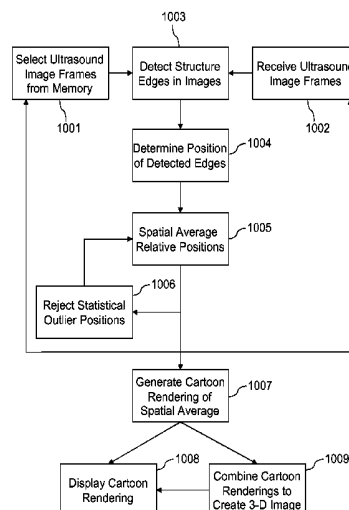 1003
Select Ultrasound
Image Frames
from Memory
Detect Structure
Edges in Images
Receive Ultrasoun
Image Frames
1001
1002
Determine Position
of Detected Edges
1004
Spatial Average
Relative Positions
1005
1006
Reject Statistical
Outlier Positions
Generate Cartoon
Rendering of
Spatial Average
1007
1008
1009
Display Cartoon
Rendering
Combine Cartoon
Renderings to
Create 3-D Image